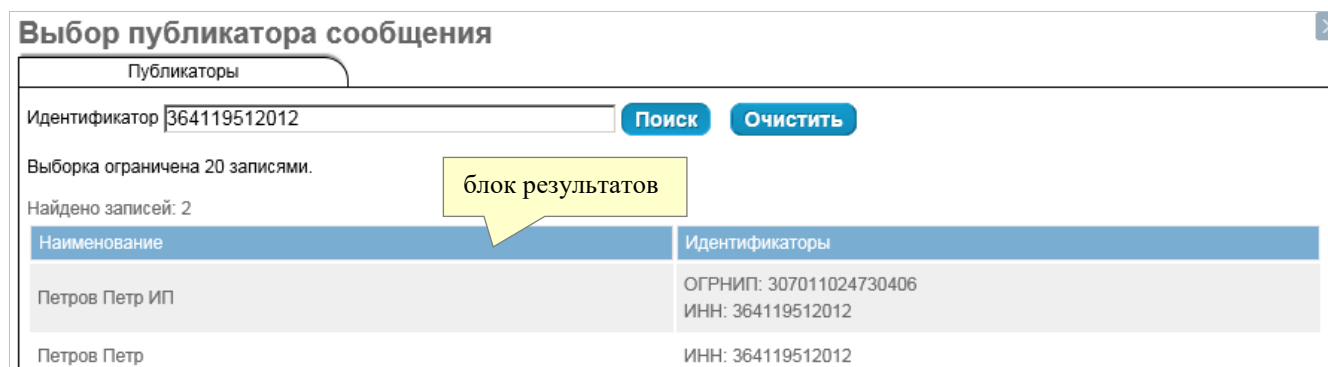 Выбор публикатора сообщения
Публикаторы
Идентификатор 364119512012 Поиск Очистить
Выборка ограничена 20 записями.
блок результатов
Найдено записей: 2
Наименование Идентификаторы
Петров Петр ИП
ОГРНИП: 307011024730406
ИНН: 364119512012
Петров Петр ИНН: 364119512012